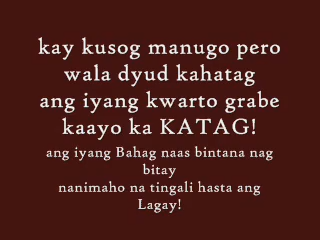 kay kusog manugo pero
wala dyud kahatag
ang iyang kwarto grabe
kaayo ka KATAG!
ang iyang Bahag naas bintana nag
bitay
nanimaho na tingali hasta ang
Lagay!